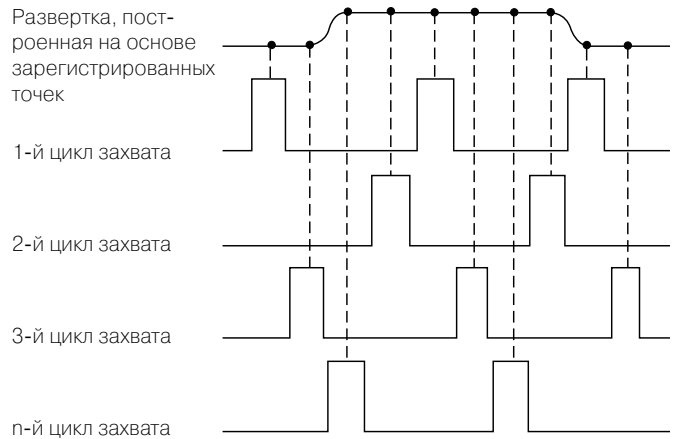 Развертка, пост-
роенная на основе
зарегистрированных
точек
1-й цикл захвата
2-й цикл захвата
3-й цикл захвата
n-й цикл захвата